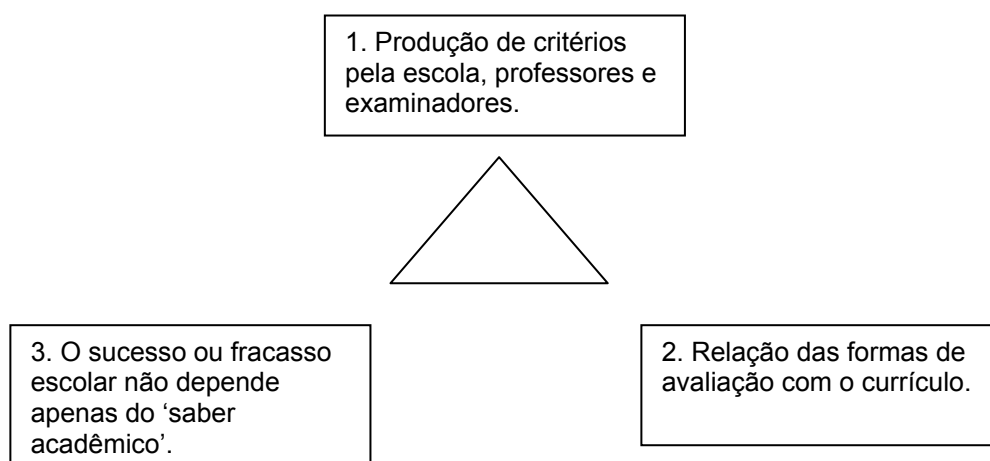 1. Produção de critérios
pela escola, professores e
examinadores.
3. O sucesso ou fracasso
escolar não depende
apenas do ‘saber
acadêmico’.
2. Relação das formas de
avaliação com o currículo.